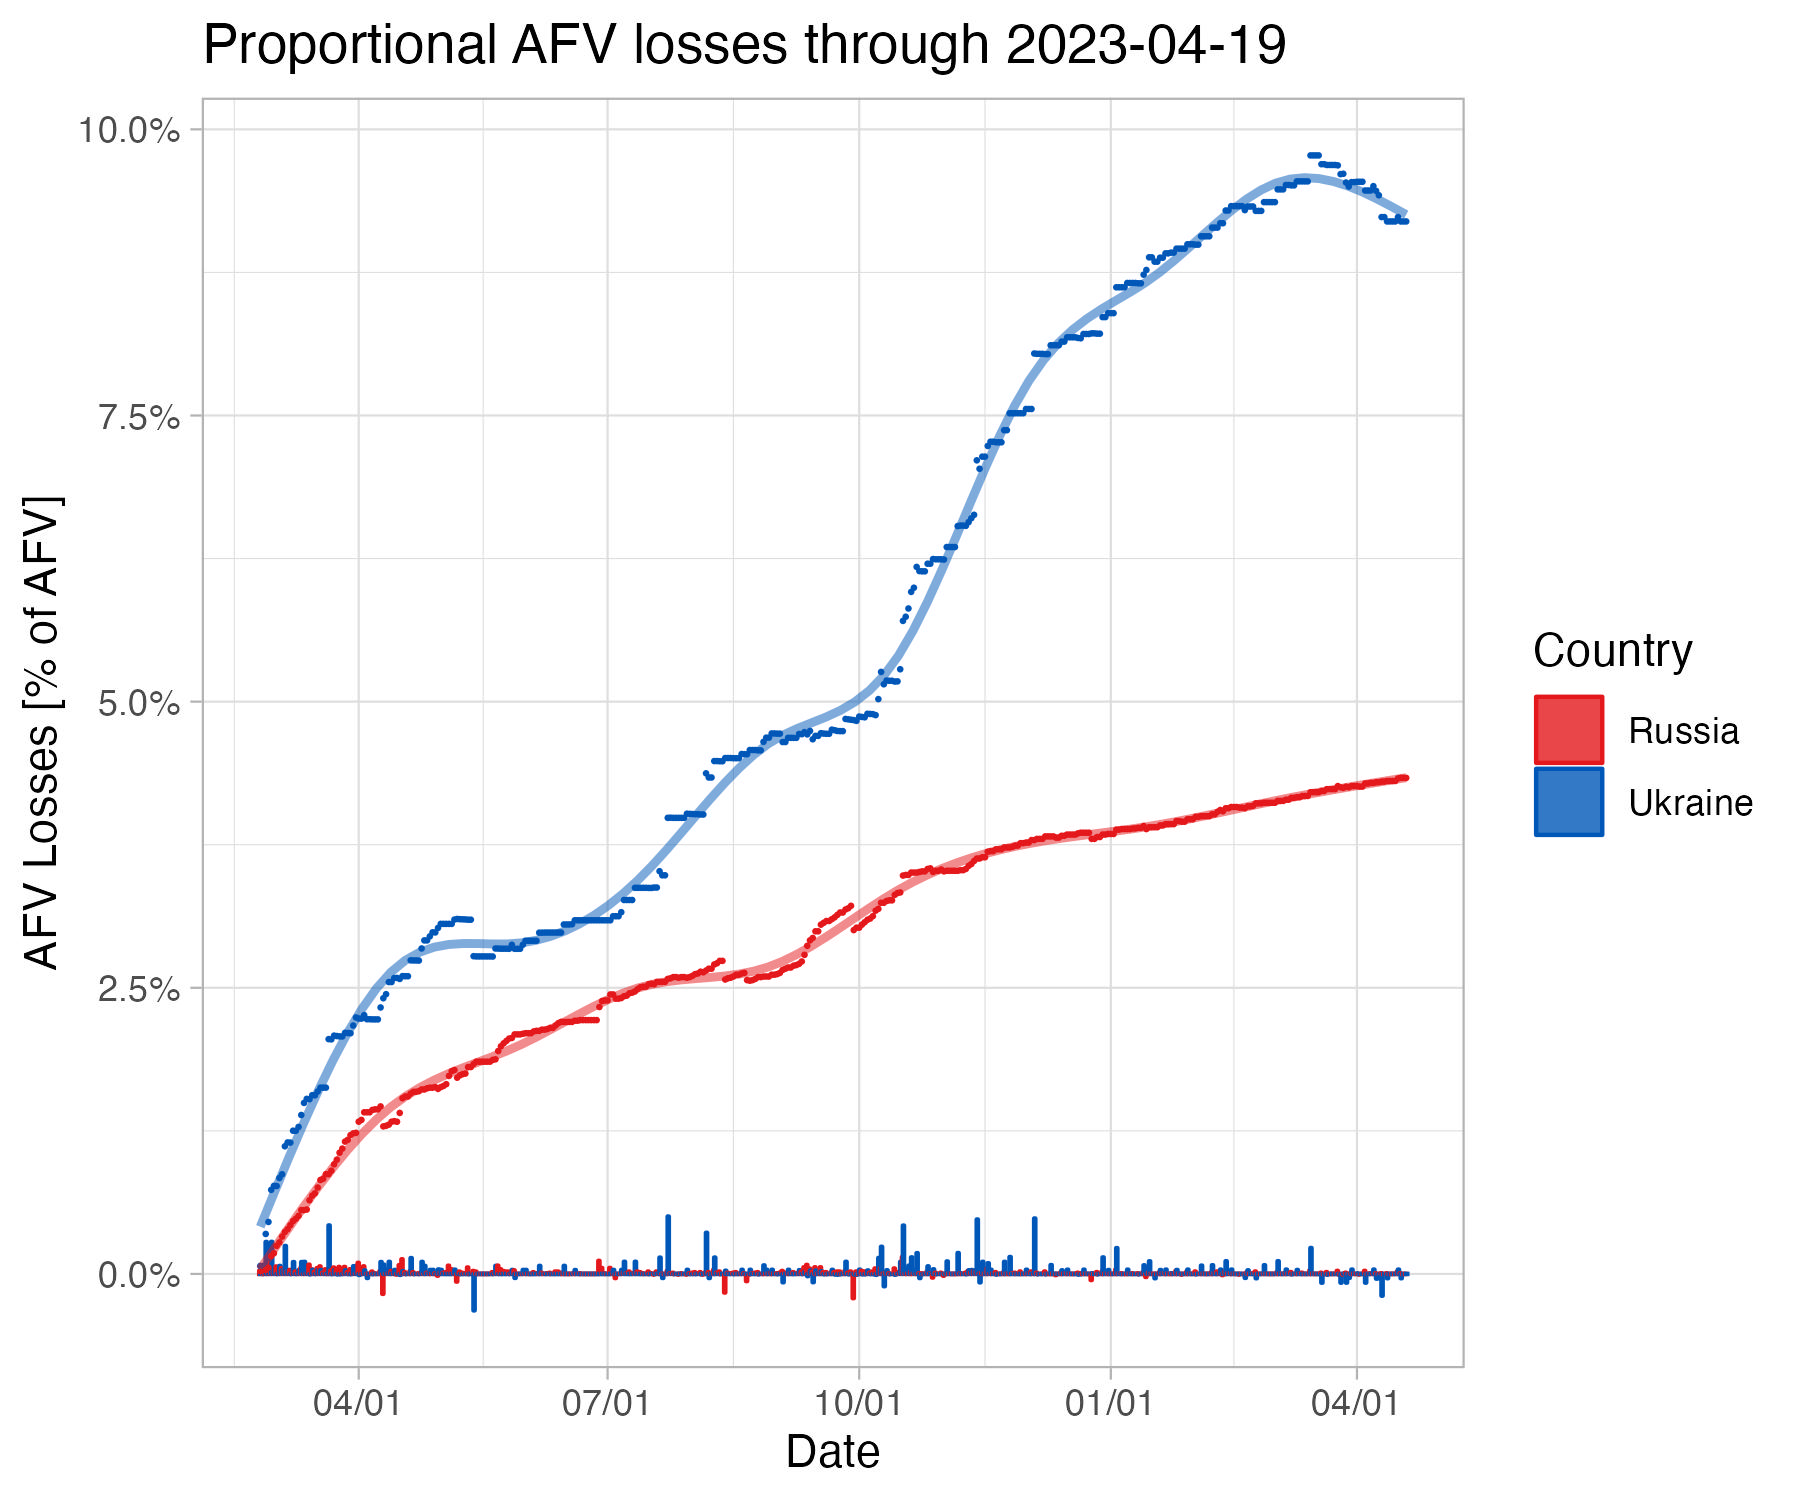 Proportional AFV losses through 2023-04-19
AFV Losses [% of AFV]
10.0%
7.5%
5.0%
2.5%
0.0%
04/01
07/01
10/01
01/01
04/01
Date
Country
Russia
Ukraine